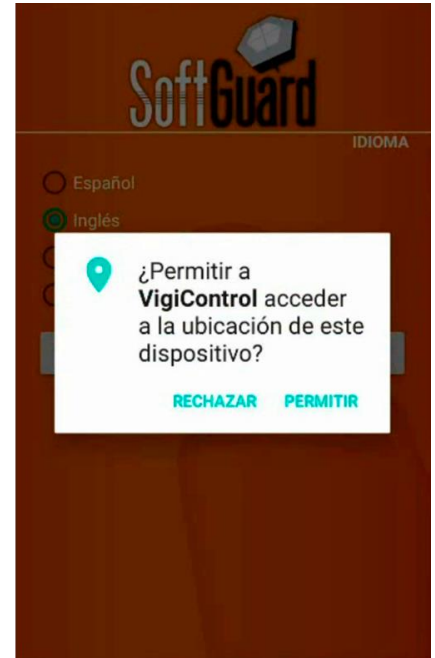 SoftGuard
IDIOMA
Español
Inglés
¿Permitir a
VigiControl acceder
a la ubicación de este
dispositivo?
RECHAZAR PERMITIR